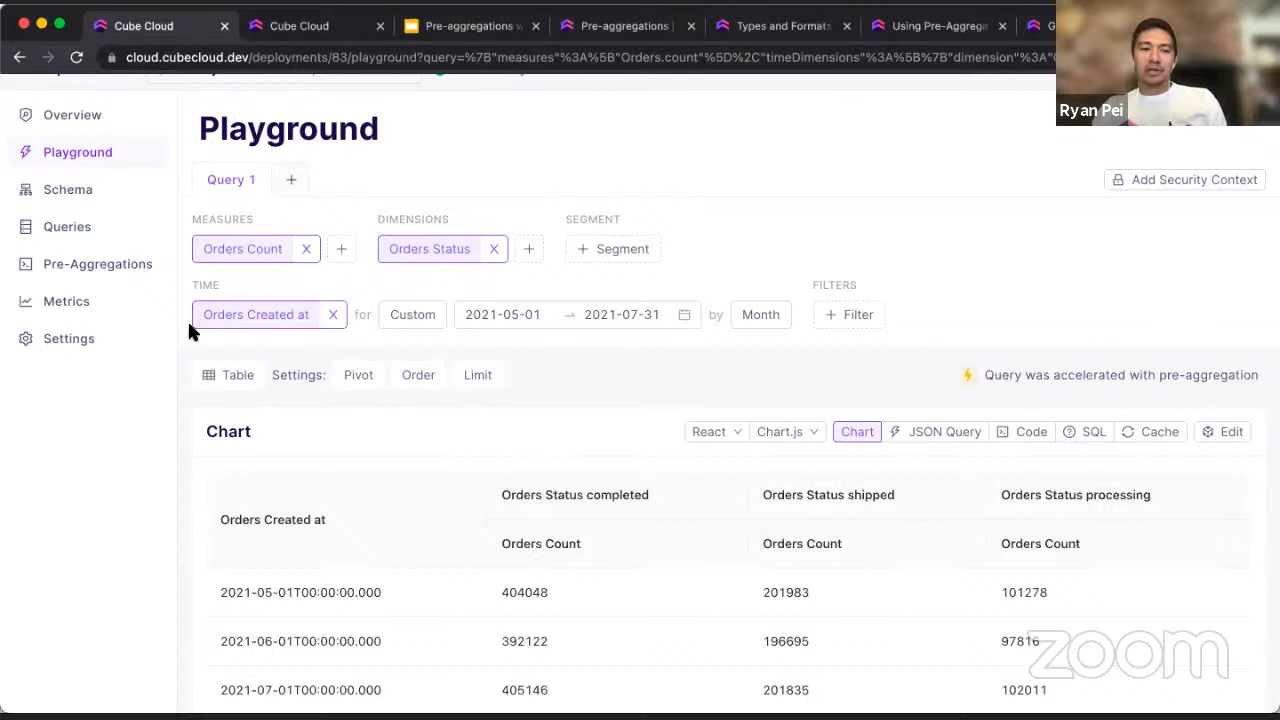 Cube Cloud
Cube Cloud
Pre-aggregations w
Pre-aggregations
Types and Formats
Using Pre-Aggrega
G
cloud.cubecloud.dev/deployments/83/playground?query=%7B"measures"%3A%5B"Orders.count"%5D%2C"timeDimensions"%3A%5B%7B"dimension"%3A"
Ryan Pei
Overview
Playground
Schema
Queries
Pre-Aggregations
Metrics
Settings
Playground
Query 1
+
Add Security Context
MEASURES
DIMENSIONS
SEGMENT
Orders Count X +
Orders Status X +
+ Segment
TIME
FILTERS
Orders Created at X for Custom 2021-05-01 → 2021-07-31 by Month
+ Filter
Table Settings: Pivot Order Limit
Query was accelerated with pre-aggregation
Chart
React Chart.js Chart JSON Query Code SQL Cache Edit
Orders Created at
Orders Status completed Orders Status shipped Orders Status processing
Orders Count Orders Count Orders Count
2021-05-01T00:00:00.000 404048 201983 101278
2021-06-01T00:00:00.000 392122 196695 97816
2021-07-01T00:00:00.000 405146 201835 102011
zoom